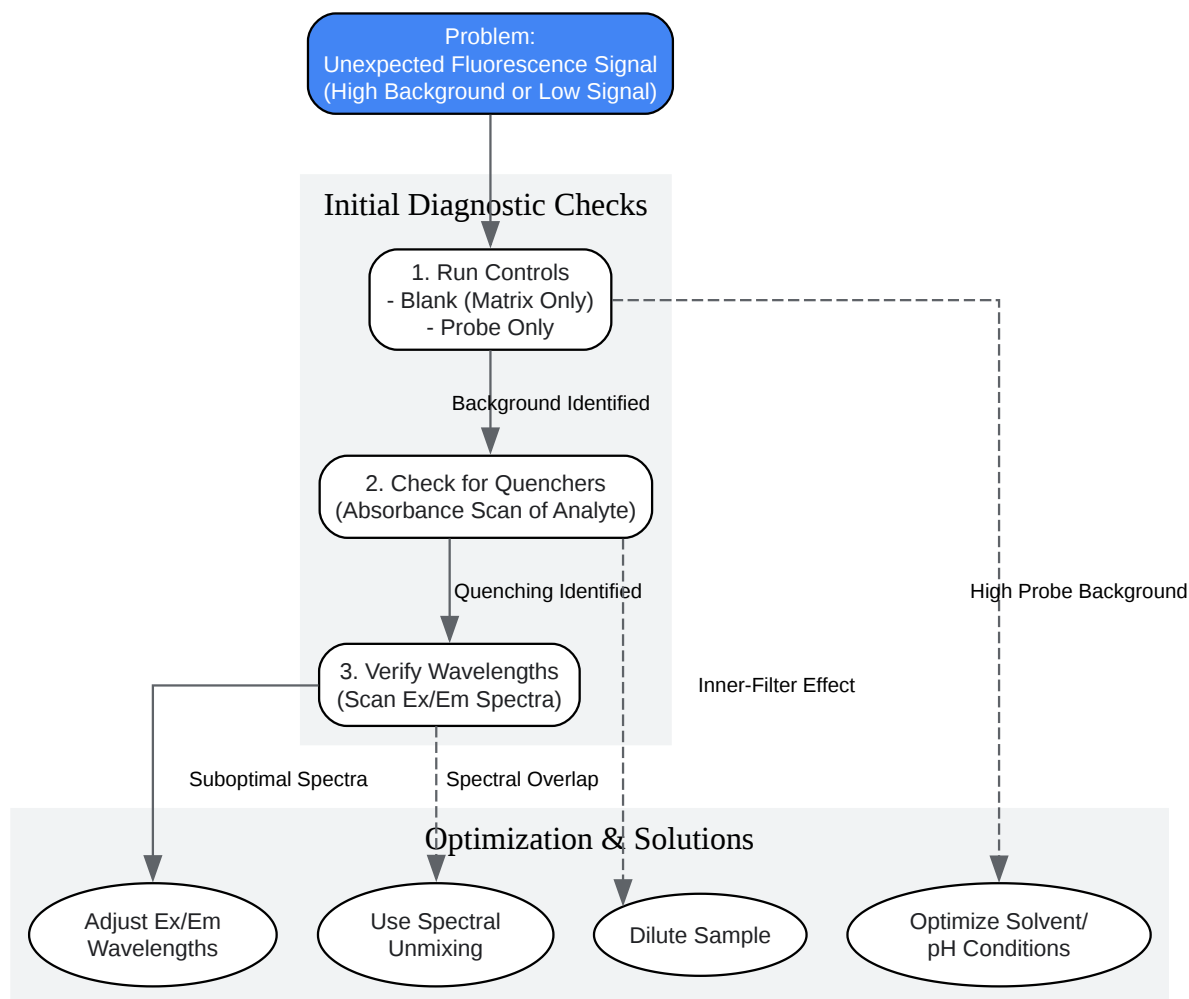 Problem:
Unexpected Fluorescence Signal
(High Background or Low Signal)
Initial Diagnostic Checks
1. Run Controls
- Blank (Matrix Only)
- Probe Only
Background Identified
2. Check for Quenchers
(Absorbance Scan of Analyte)
Quenching Identified
High Probe Background
3. Verify Wavelengths
(Scan Ex/Em Spectra)
Inner-Filter Effect
Suboptimal Spectra
Spectral Overlap
Optimization & Solutions
Adjust Ex/Em
Wavelengths
Use Spectral
Unmixing
Dilute Sample
Optimize Solvent/
pH Conditions